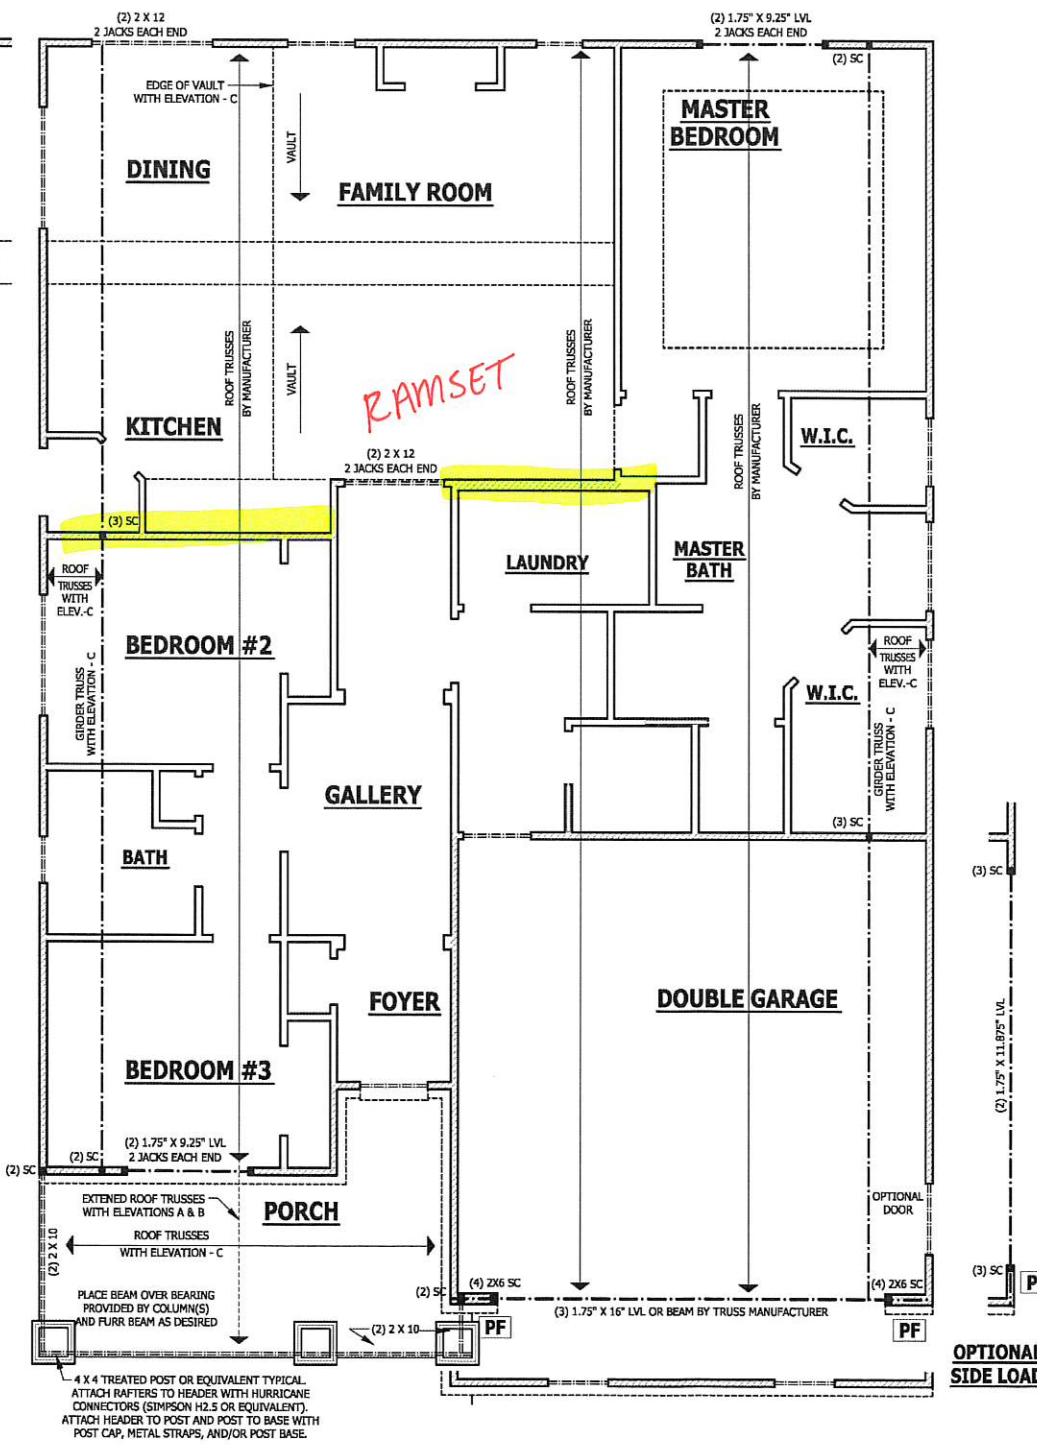 (2) 2 X 12
2 JACKS EACH END
(2) 1.75" X 9.25" LVL
2 JACKS EACH END
(2) SC
EDGE OF VAULT
WITH ELEVATION - C
MASTER
BEDROOM
VAULT
DINING
FAMILY ROOM
ROOF TRUSSES
BY MANUFACTURER
VAULT
ROOF TRUSSES
BY MANUFACTURER
RAMSET
KITCHEN
W.I.C.
ROOF TRUSSES
BY MANUFACTURER
(2) 2 X 12
2 JACKS EACH END
(3) SC
LAUNDRY
MASTER
BATH
ROOF
TRUSSES
WITH
ELEV.-C
BEDROOM #2
ROOF
TRUSSES
WITH
ELEV.-C
GIRDER TRUSS
WITH ELEVATION - C
W.I.C.
GIRDER TRUSS
WITH ELEVATION - C
GALLERY
(3) SC
BATH
(3) SC
FOYER
DOUBLE GARAGE
(2) 1.75" X 11.875" LVL
BEDROOM #3
(2) 1.75" X 9.25" LVL
2 JACKS EACH END
(2) SC
(2) SC
EXTENED ROOF TRUSSES
WITH ELEVATIONS A & B
PORCH
OPTIONAL
DOOR
ROOF TRUSSES
WITH ELEVATION - C
(2) 2 X 10
(3) SC
(2) SC
(4) 2X6 SC
(4) 2X6 SC
PLACE BEAM OVER BEARING
PROVIDED BY COLUMN(S)
AND FURR BEAM AS DESIRED
(3) 1.75" X 16" LVL OR BEAM BY TRUSS MANUFACTURER
(2) 2 X 10
PF
PF
P
OPTIONAL
SIDE LOAD
4 X 4 TREATED POST OR EQUIVALENT TYPICAL.
ATTACH RAFTERS TO HEADER WITH HURRICANE
CONNECTORS (SIMPSON H2.5 OR EQUIVALENT).
ATTACH HEADER TO POST AND POST TO BASE WITH
POST CAP, METAL STRAPS, AND/OR POST BASE.